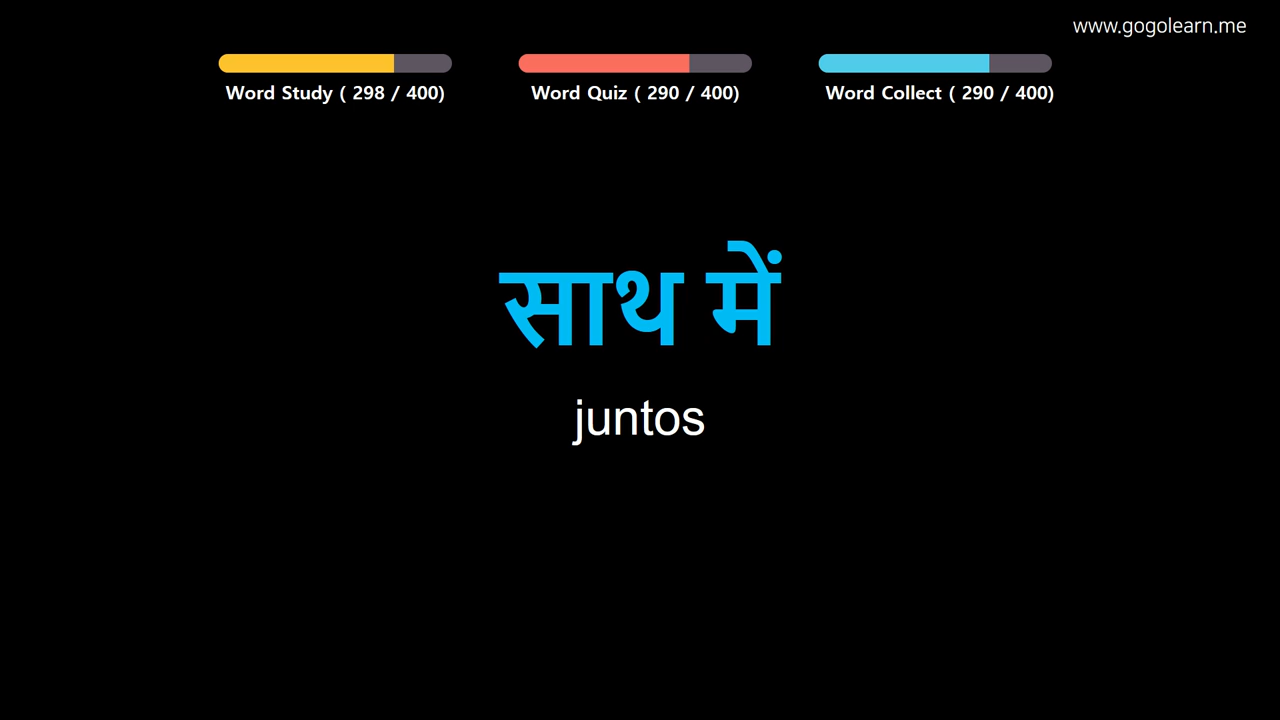 www.gogolearn.me
Word Study ( 298 / 400)
Word Quiz ( 290 / 400)
Word Collect ( 290 / 400)
साथ में
juntos